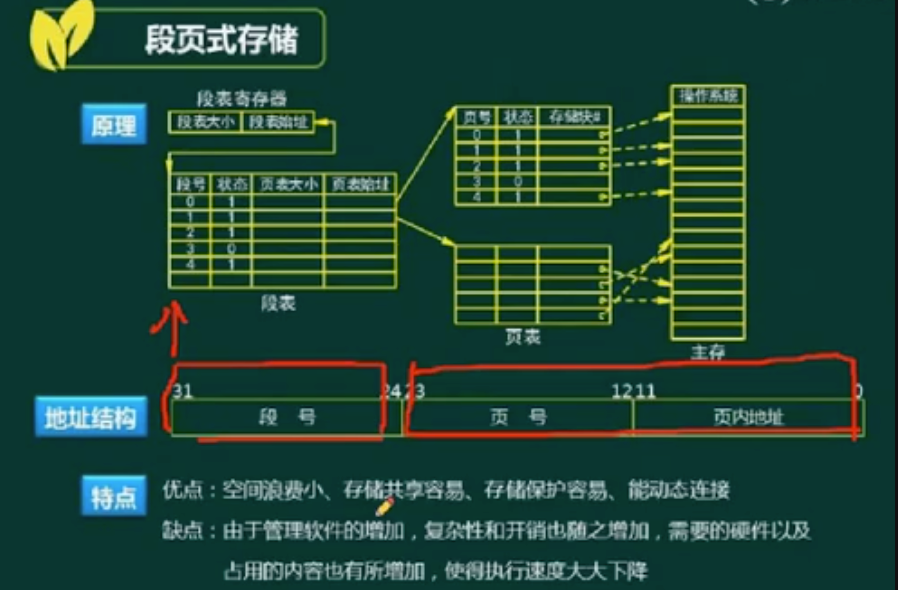 段页式存储
原理
段表寄存器
段表大小 段表始址
段号 状态 页表大小 页表始址
0 1
1 1
2 1
3 0
4 1
段表
页号 状态 存储块#
0 1
1 1
2 1
3 0
4 1
页表
操作系统
主存
地址结构
31 24 23 12 11 0
段 号 页 号 页内地址
特点
优点：空间浪费小、存储共享容易、存储保护容易、能动态连接
缺点：由于管理软件的增加，复杂性和开销也随之增加，需要的硬件以及
占用的内容也有所增加，使得执行速度大大下降